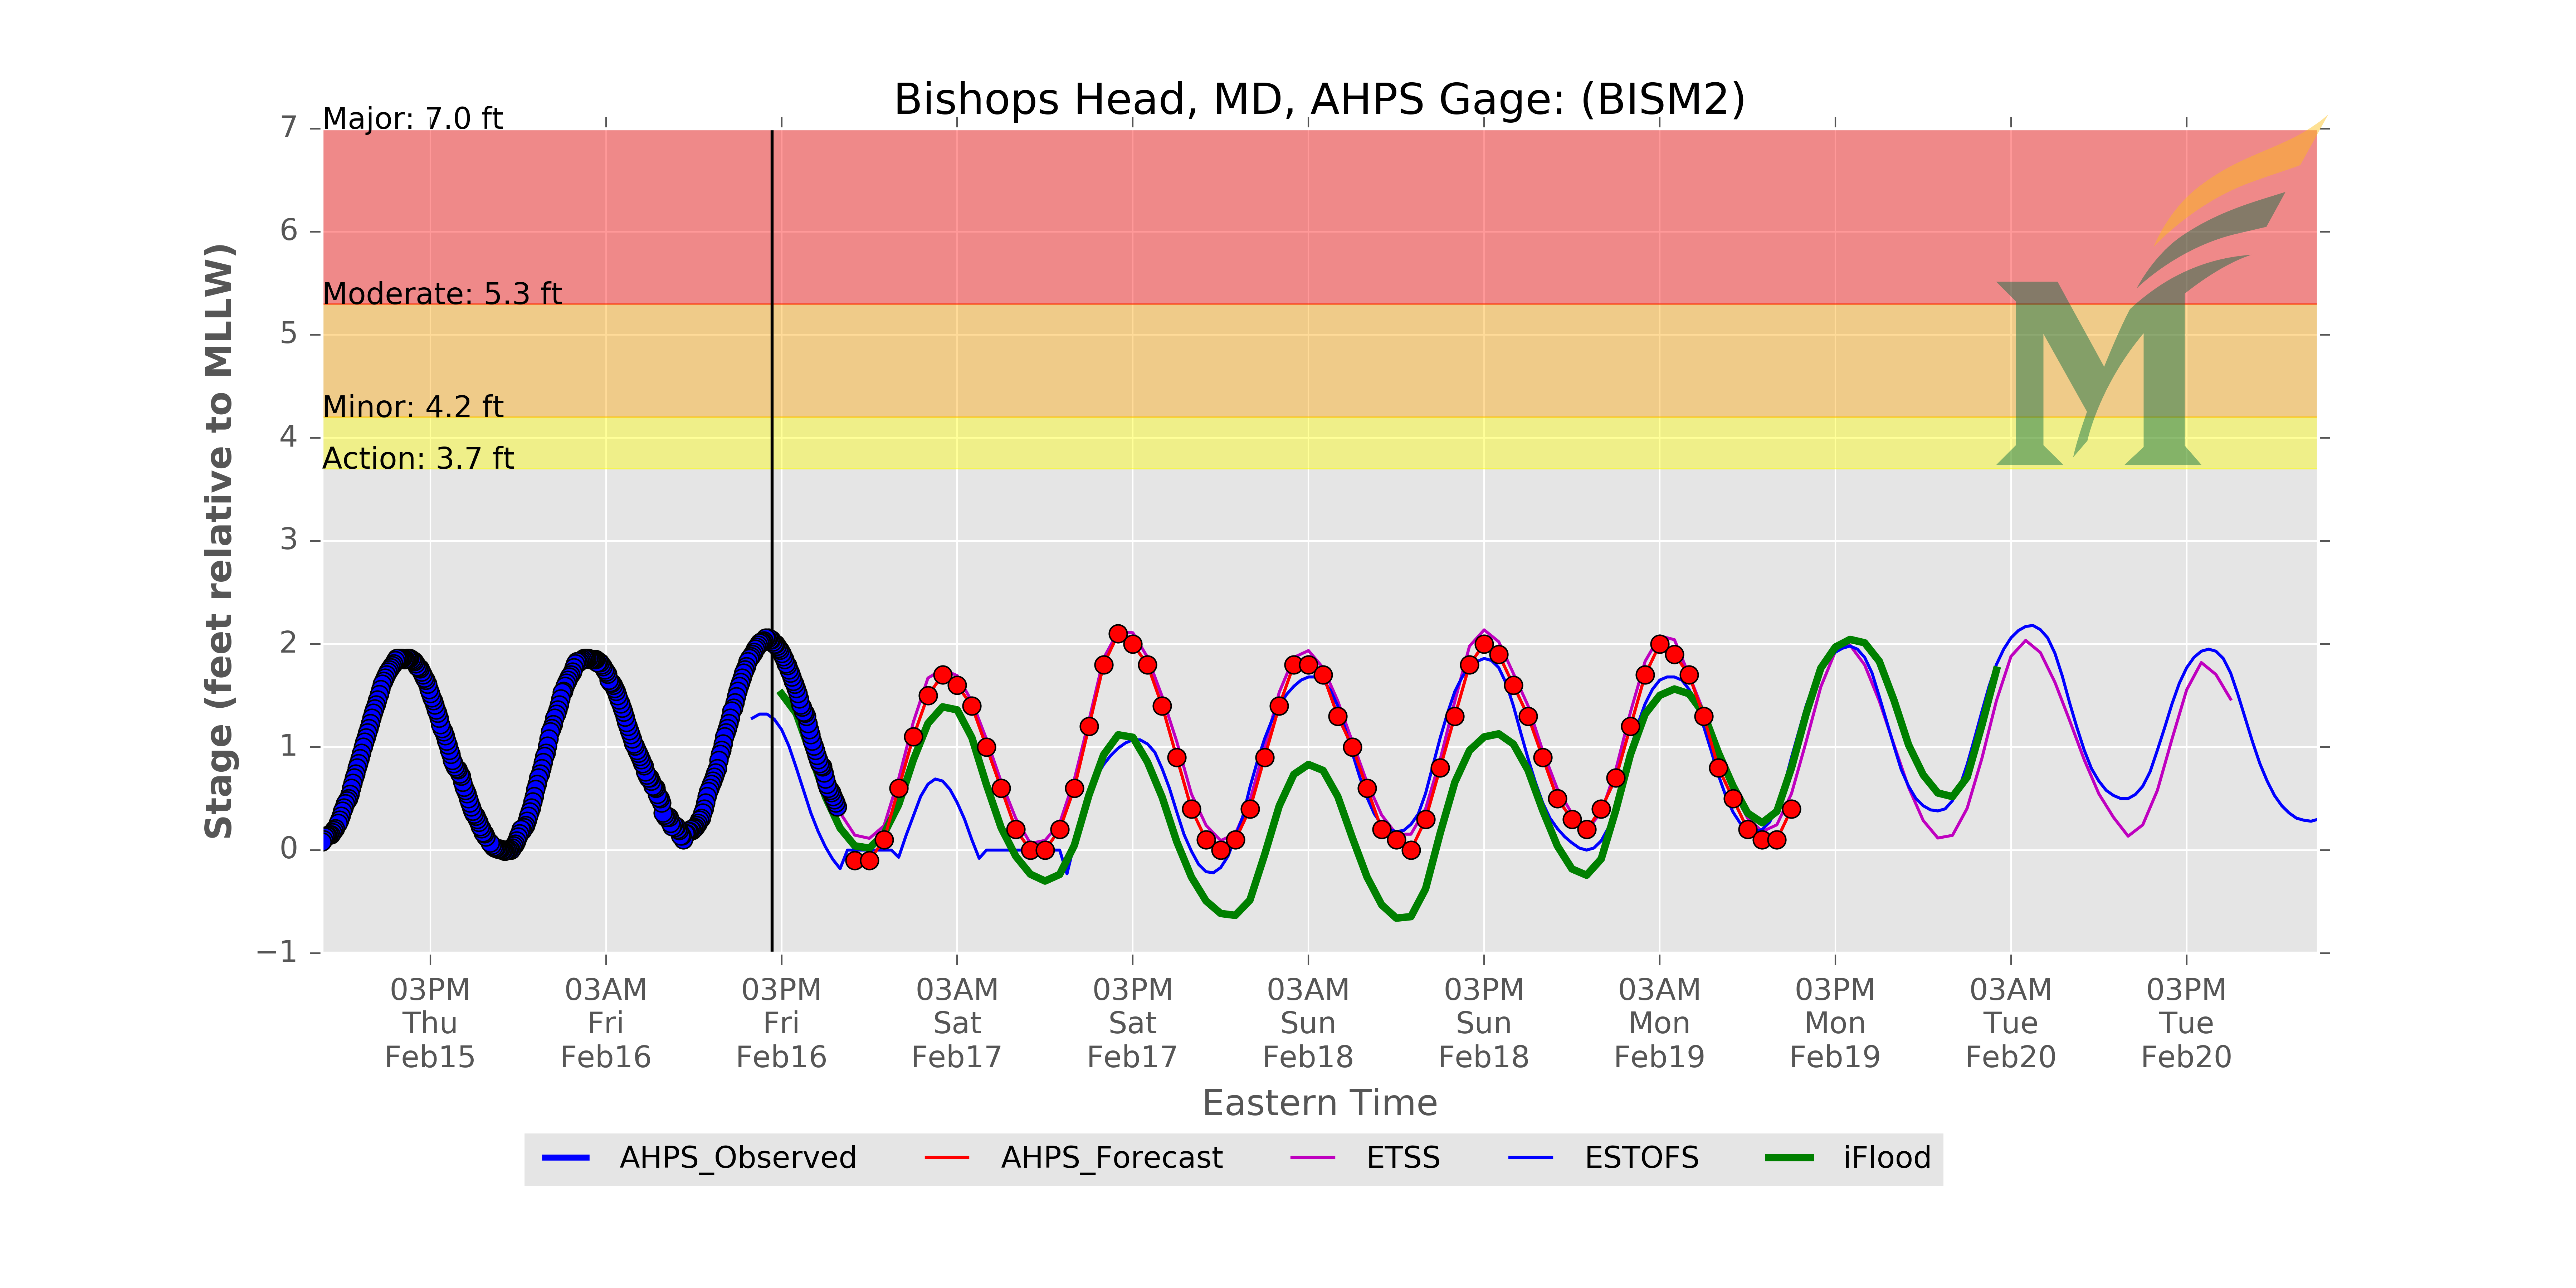 Bishops Head, MD, AHPS Gage: (BISM2)
Major: 7.0 ft
Moderate: 5.3 ft
Minor: 4.2 ft
Action: 3.7 ft
Stage (feet relative to MLLW)
7
6
5
4
3
2
1
0
−1
03PM Thu Feb15
03AM Fri Feb16
03PM Fri Feb16
03AM Sat Feb17
03PM Sat Feb17
03AM Sun Feb18
03PM Sun Feb18
03AM Mon Feb19
03PM Mon Feb19
03AM Tue Feb20
03PM Tue Feb20
Eastern Time
AHPS_Observed AHPS_Forecast ETSS ESTOFS iFlood
M